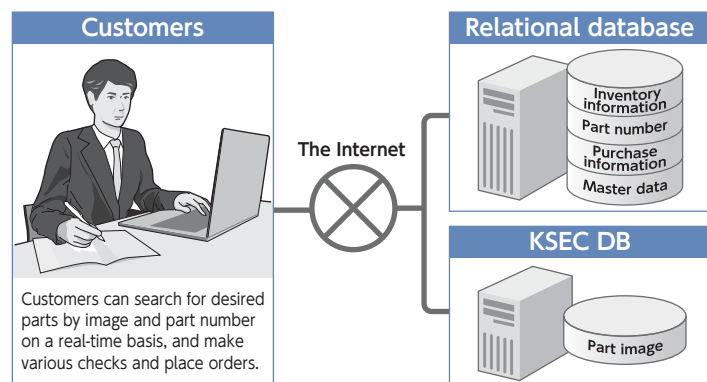 Customers
Customers can search for desired
parts by image and part number
on a real-time basis, and make
various checks and place orders.
The Internet
Relational database
Inventory
information
Part number
Purchase
information
Master data
KSEC DB
Part image